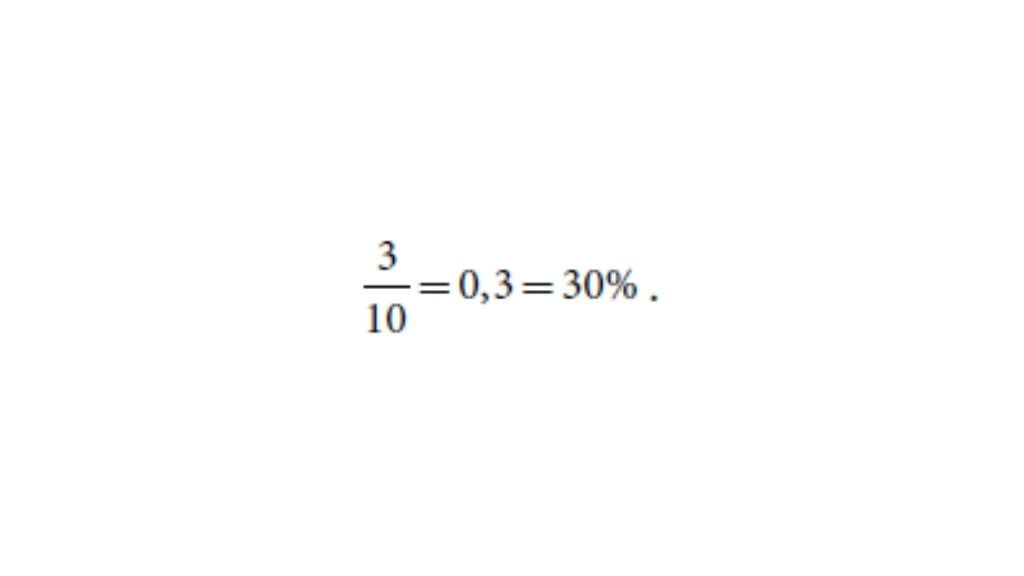 3/10 = 0,3 = 30% .